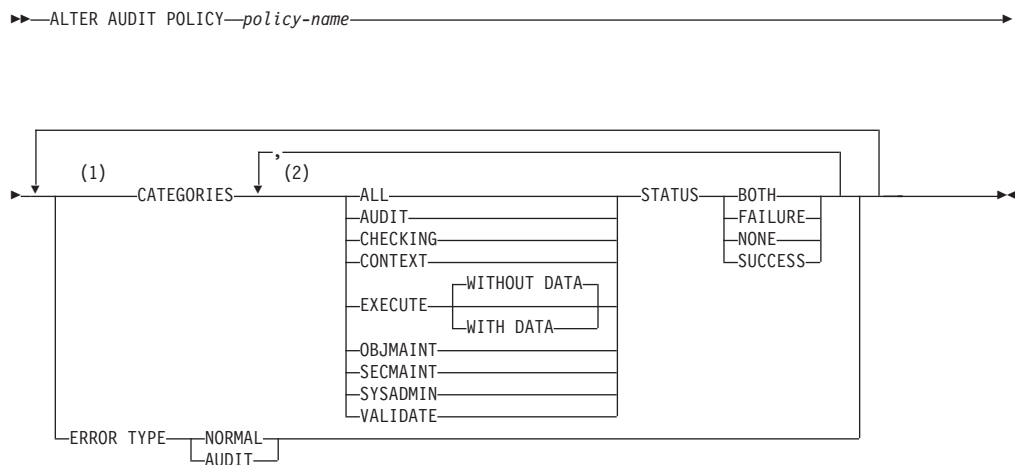 ALTER AUDIT POLICY policy-name
,
(1) (2)
CATEGORIES ALL STATUS BOTH
AUDIT FAILURE
CHECKING NONE
CONTEXT SUCCESS
WITHOUT DATA
EXECUTE
WITH DATA
OBJMAINT
SECMAINT
SYSADMIN
VALIDATE
ERROR TYPE NORMAL
AUDIT